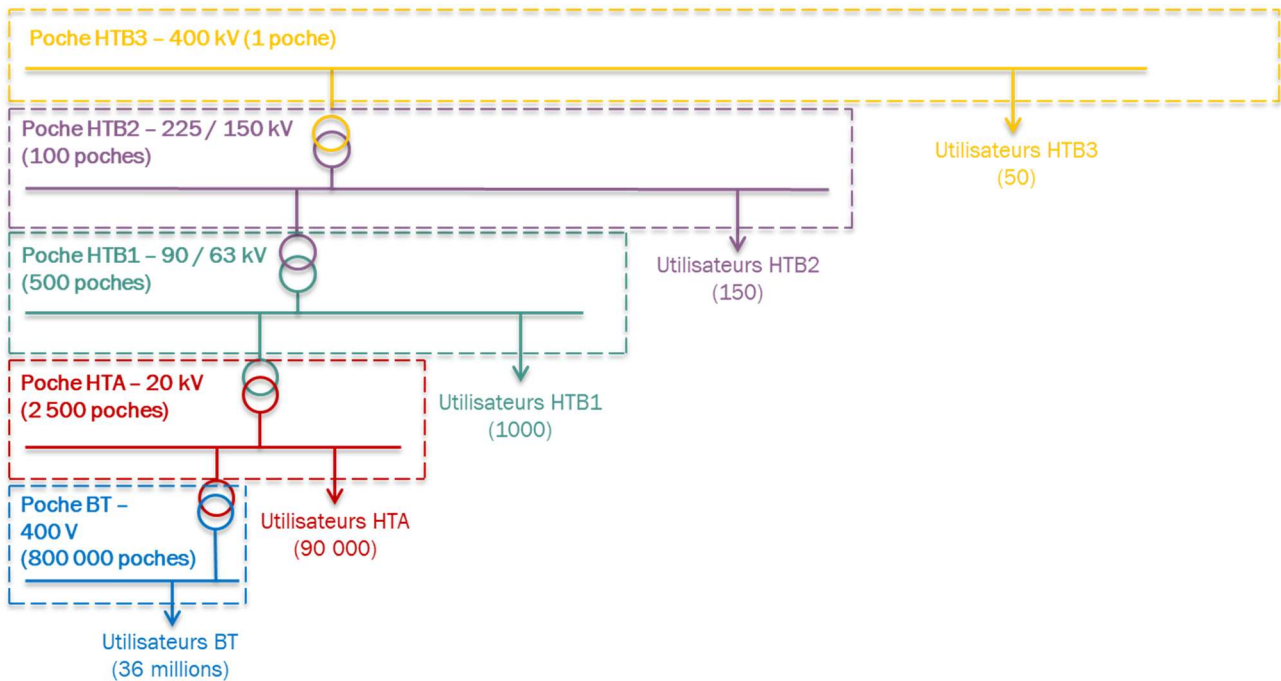 Poche HTB3 – 400 kV (1 poche)
Poche HTB2 – 225 / 150 kV
(100 poches)
Utilisateurs HTB3
(50)
Poche HTB1 – 90 / 63 kV
(500 poches)
Utilisateurs HTB2
(150)
Poche HTA – 20 kV
(2 500 poches)
Utilisateurs HTB1
(1000)
Poche BT –
400 V
(800 000 poches)
Utilisateurs HTA
(90 000)
Utilisateurs BT
(36 millions)